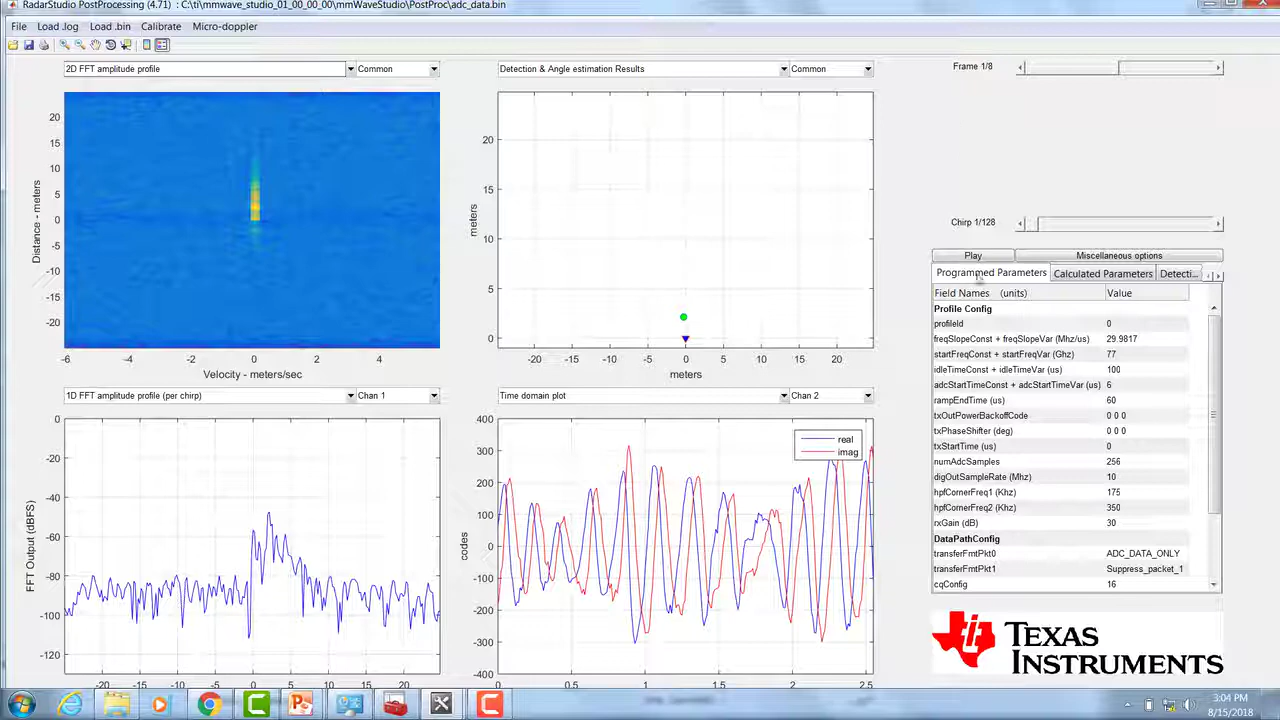 RadarStudio PostProcessing (4.71) : C:\ti\mmwave_studio_01_00_00_00\mmWaveStudio\PostProc\adc_data.bin
File Load .log Load .bin Calibrate Micro-doppler
2D FFT amplitude profile Common
Detection & Angle estimation Results Common
Frame 1/8
20
15
10
5
0
-5
-10
-15
-20
Distance - meters
-6 -4 -2 0 2 4
Velocity - meters/sec
20
15
10
5
0
meters
-20 -15 -10 -5 0 5 10 15 20
meters
Chirp 1/128
Play Miscellaneous options
Programmed Parameters Calculated Parameters Detecti...
Field Names (units) Value
Profile Config
profileId 0
freqSlopeConst + freqSlopeVar (Mhz/us) 29.9817
startFreqConst + startFreqVar (Ghz) 77
idleTimeConst + idleTimeVar (us) 100
adcStartTimeConst + adcStartTimeVar (us) 6
rampEndTime (us) 60
txOutPowerBackoffCode 0 0 0
txPhaseShifter (deg) 0 0 0
txStartTime (us) 0
numAdcSamples 256
digOutSampleRate (Mhz) 10
hpfCornerFreq1 (Khz) 175
hpfCornerFreq2 (Khz) 350
rxGain (dB) 30
DataPathConfig
transferFmtPkt0 ADC_DATA_ONLY
transferFmtPkt1 Suppress_packet_1
cqConfig 16
1D FFT amplitude profile (per chirp) Chan 1
Time domain plot Chan 2
0
-20
-40
-60
-80
-100
-120
FFT Output (dBFS)
-20 -15 -10 -5 0 5 10 15 20
400
300
200
100
0
-100
-200
-300
-400
codes
real
imag
0 0.5 1 1.5 2 2.5
TEXAS
INSTRUMENTS
3:04 PM
8/15/2018